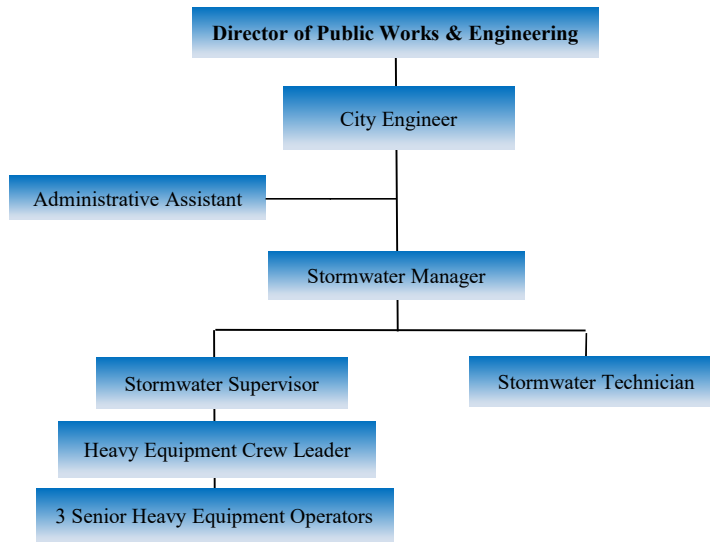 Director of Public Works & Engineering
City Engineer
Administrative Assistant
Stormwater Manager
Stormwater Supervisor
Stormwater Technician
Heavy Equipment Crew Leader
3 Senior Heavy Equipment Operators